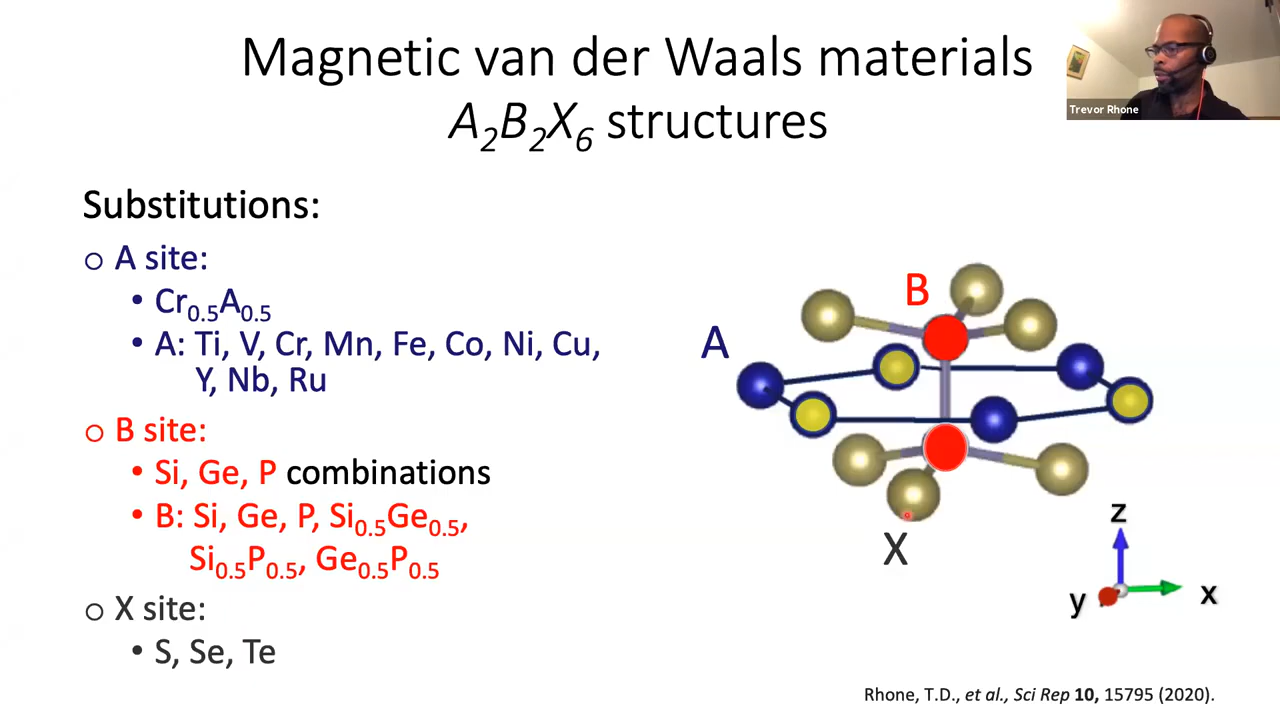 Magnetic van der Waals materials
A₂B₂X₆ structures
Trevor Rhone
Substitutions:
○ A site:
• Cr₀.₅A₀.₅
• A: Ti, V, Cr, Mn, Fe, Co, Ni, Cu,
Y, Nb, Ru
○ B site:
• Si, Ge, P combinations
• B: Si, Ge, P, Si₀.₅Ge₀.₅,
Si₀.₅P₀.₅, Ge₀.₅P₀.₅
○ X site:
• S, Se, Te
B
A
X
z
y
x
Rhone, T.D., et al., Sci Rep 10, 15795 (2020).